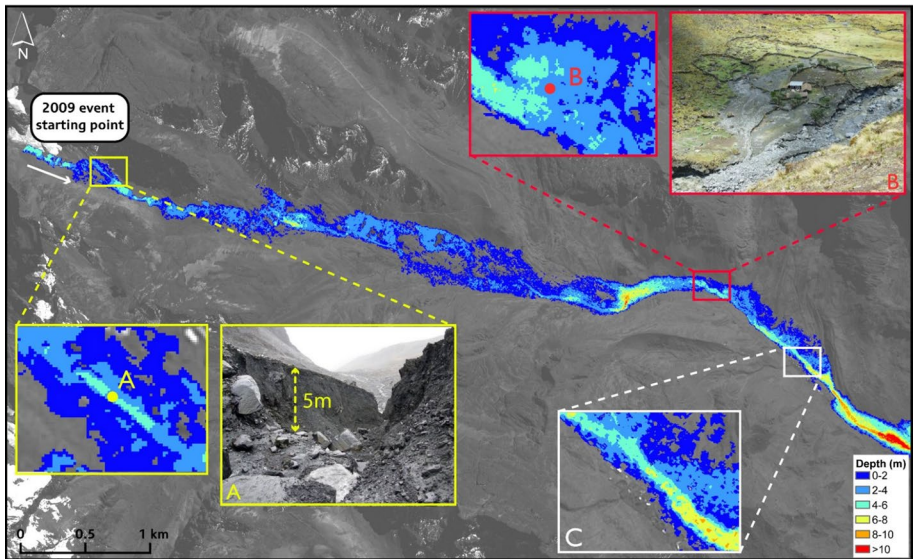 N
2009 event
starting point
B
B
A
5m
A
C
0 0.5 1 km
Depth (m)
0-2
2-4
4-6
6-8
8-10
>10